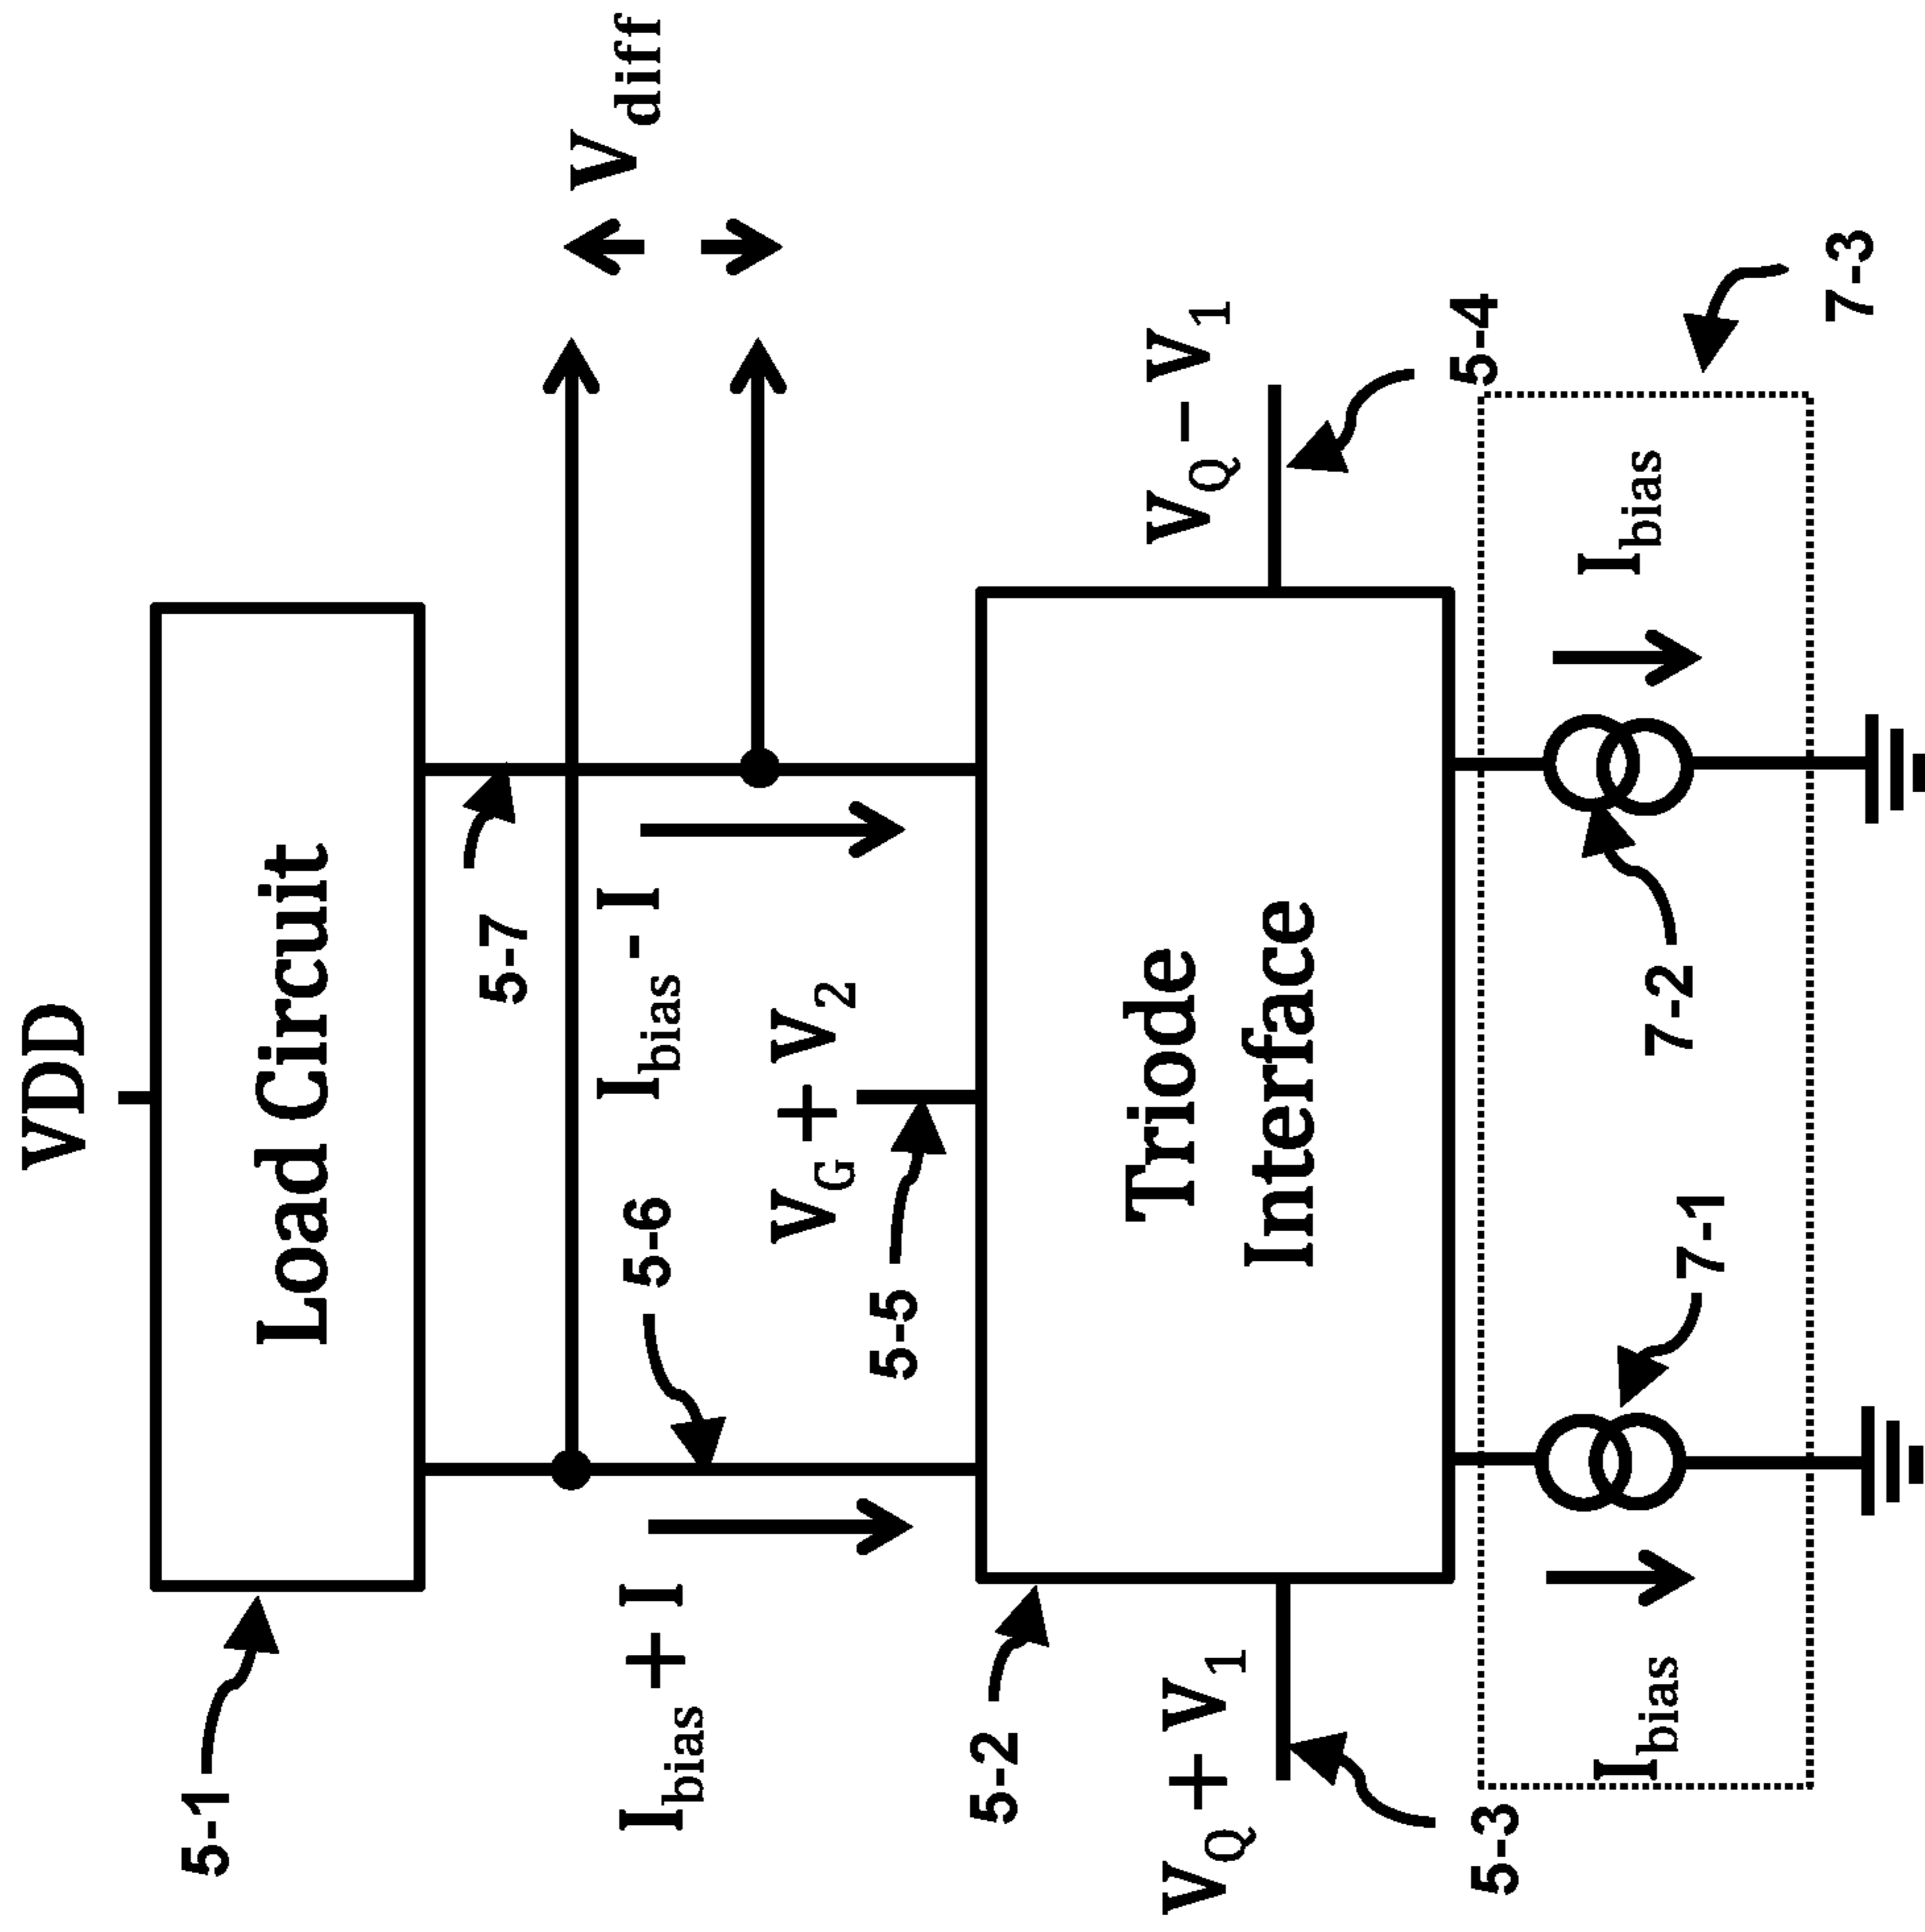 VDD
5-1
Load Circuit
5-7
V_diff
I_bias + I
5-6
I_bias - I
V_G + V_2
5-5
5-2
Triode
Interface
V_Q + V_1
V_Q − V_1
5-3
5-4
I_bias
I_bias
7-1
7-2
7-3